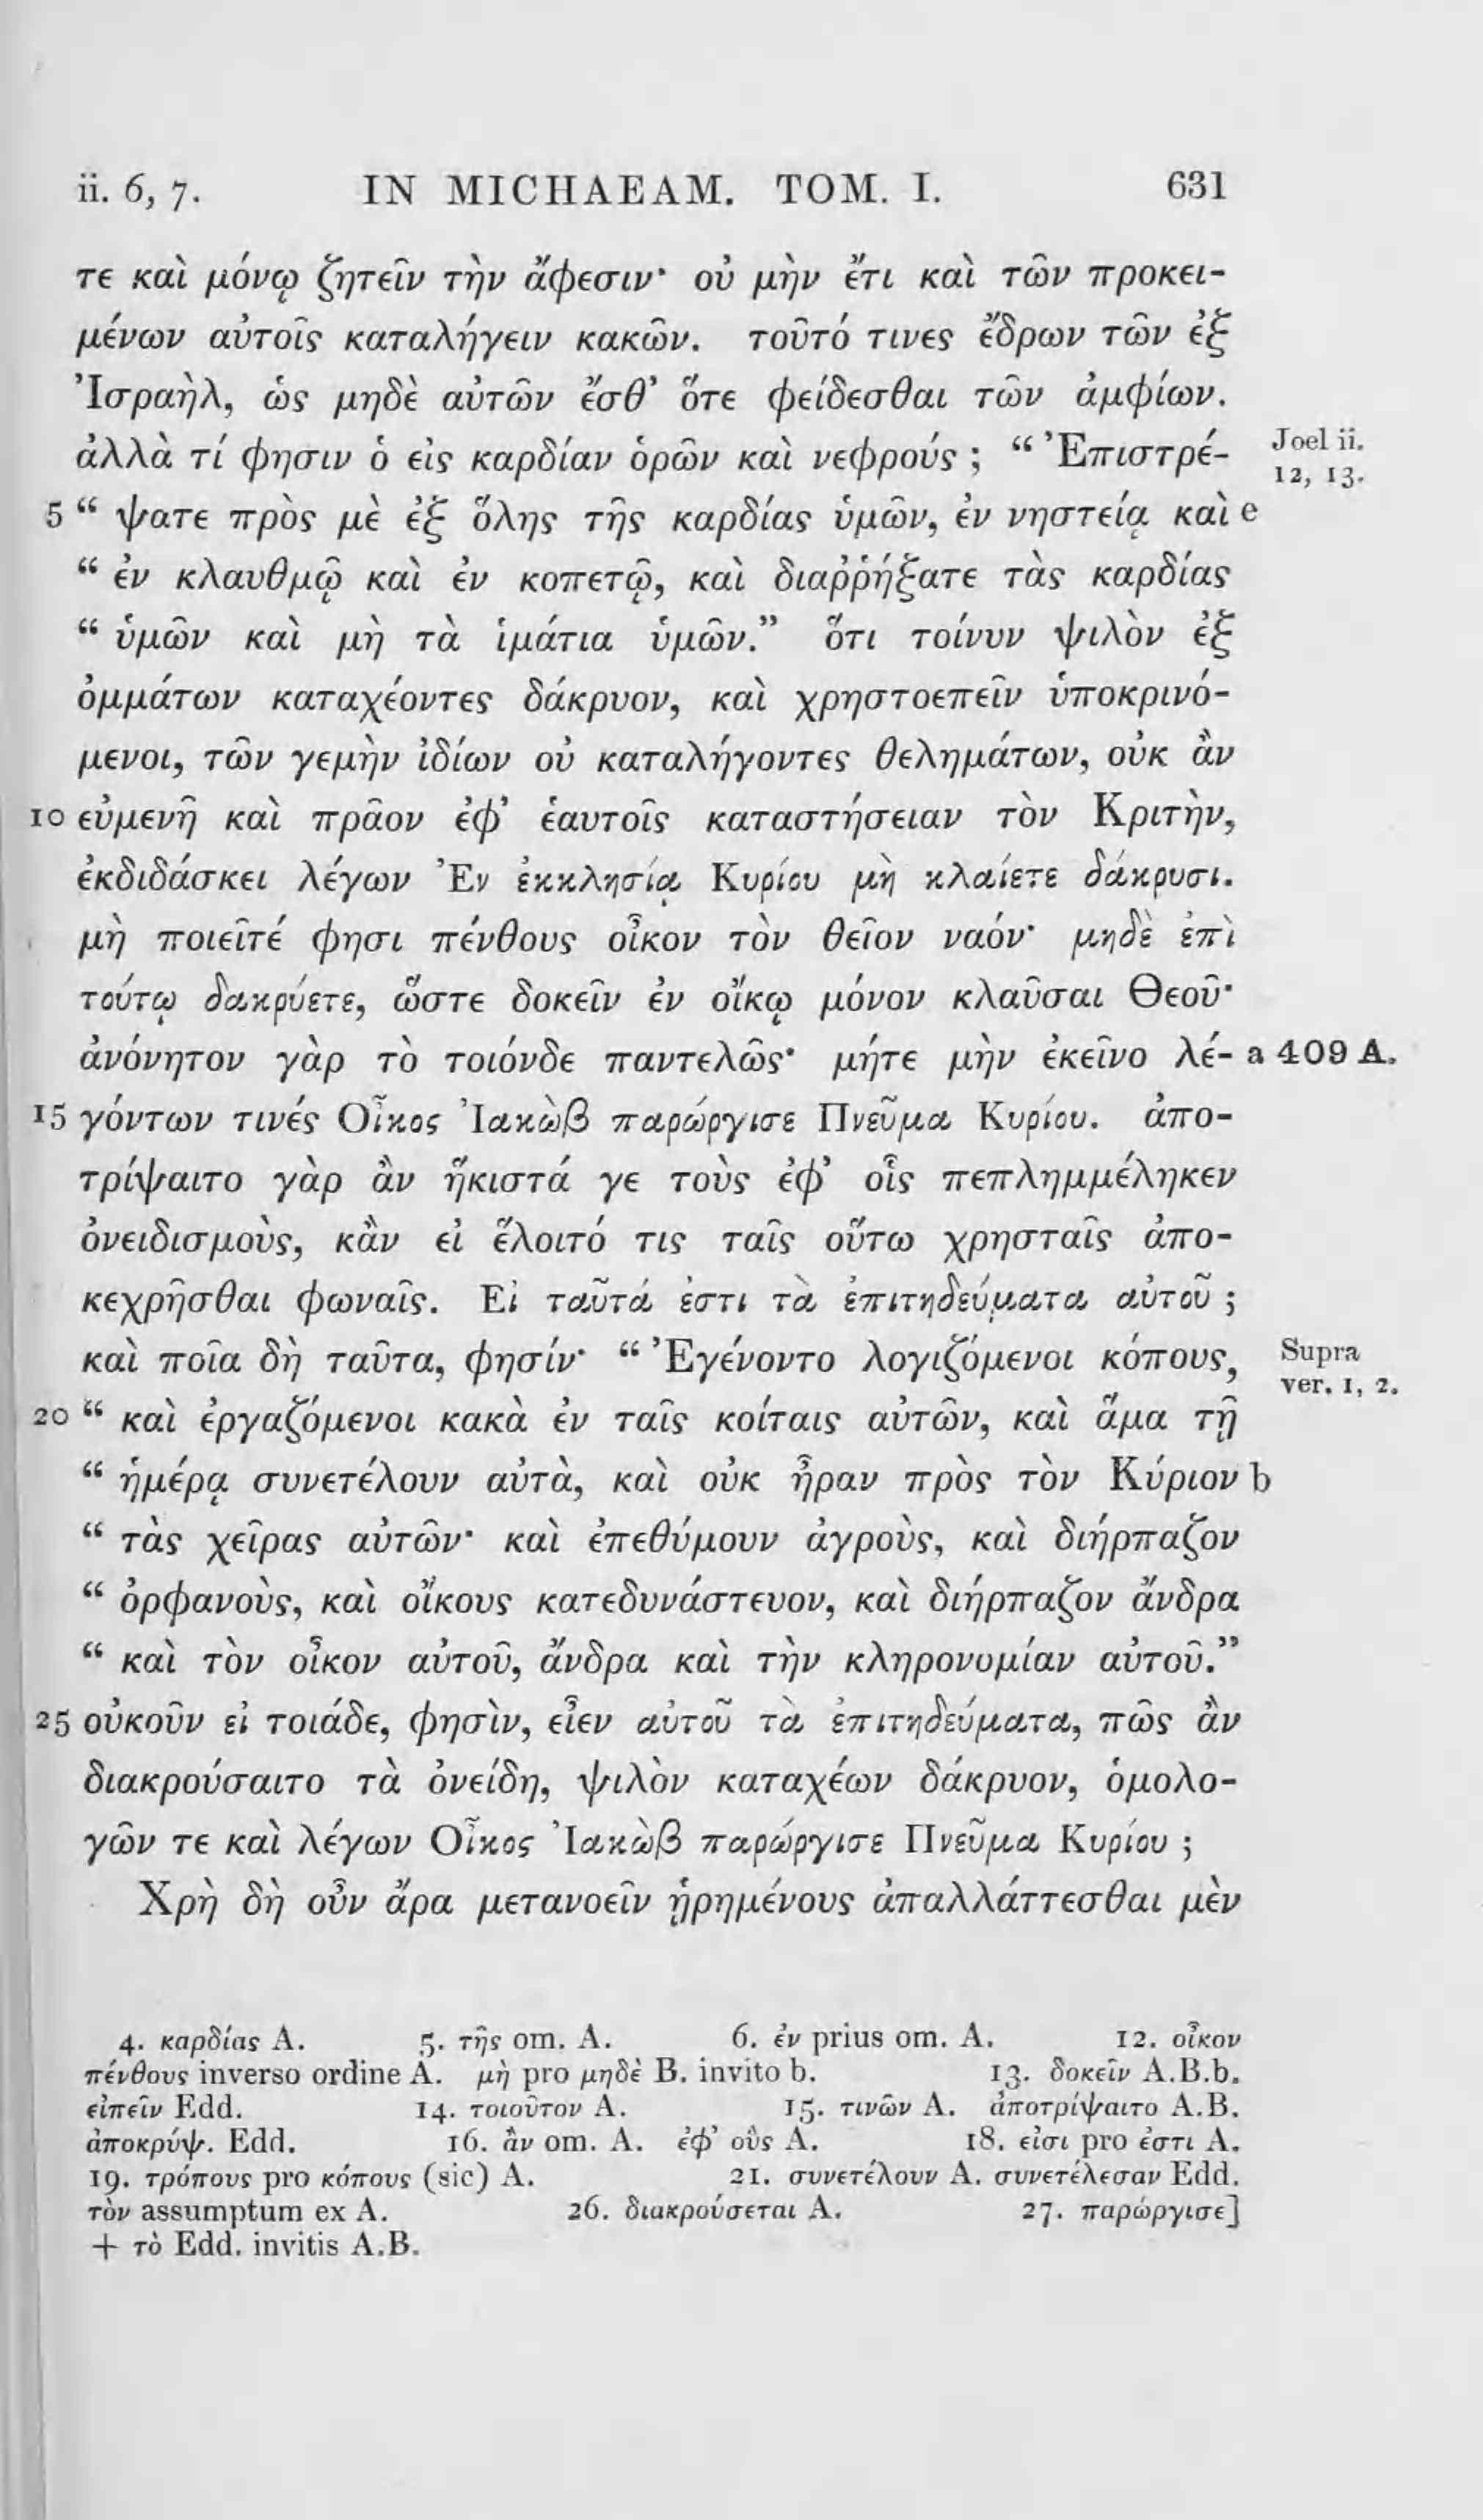 ii. 6, 7. IN MICHAEAM. TOM. I. 631
τε καὶ μόνῳ ζητεῖν τὴν ἄφεσιν· οὐ μὴν ἔτι καὶ τῶν προκει-
μένων αὐτοῖς καταλήγειν κακῶν. τοῦτό τινες ἔδρων τῶν ἐξ
Ἰσραὴλ, ὡς μηδὲ αὐτῶν ἔσθ' ὅτε φείδεσθαι τῶν ἀμφίων.
ἀλλὰ τί φησιν ὁ εἰς καρδίαν ὁρῶν καὶ νεφρούς ; “ Ἐπιστρέ- Joel ii. 12, 13.
5 “ ψατε πρὸς μὲ ἐξ ὅλης τῆς καρδίας ὑμῶν, ἐν νηστείᾳ καὶ e
“ ἐν κλαυθμῷ καὶ ἐν κοπετῷ, καὶ διαῤῥήξατε τὰς καρδίας
“ ὑμῶν καὶ μὴ τὰ ἱμάτια ὑμῶν.” ὅτι τοίνυν ψιλὸν ἐξ
ὀμμάτων καταχέοντες δάκρυον, καὶ χρηστοεπεῖν ὑποκρινό-
μενοι, τῶν γεμὴν ἰδίων οὐ καταλήγοντες θελημάτων, οὐκ ἂν
10 εὐμενῆ καὶ πρᾶον ἐφ' ἑαυτοῖς καταστήσειαν τὸν Κριτὴν,
ἐκδιδάσκει λέγων Ἐν ἐκκλησίᾳ Κυρίου μὴ κλαίετε δάκρυσι.
μὴ ποιεῖτέ φησι πένθους οἶκον τὸν θεῖον ναόν· μηδὲ ἐπὶ
τούτῳ δακρύετε, ὥστε δοκεῖν ἐν οἴκῳ μόνον κλαῦσαι Θεοῦ·
ἀνόνητον γὰρ τὸ τοιόνδε παντελῶς· μήτε μὴν ἐκεῖνο λέ- a 409 A.
15 γόντων τινές Οἶκος Ἰακὼβ παρώργισε Πνεῦμα Κυρίου. ἀπο-
τρίψαιτο γὰρ ἂν ἥκιστά γε τοὺς ἐφ' οἷς πεπλημμέληκεν
ὀνειδισμοὺς, κἂν εἰ ἕλοιτό τις ταῖς οὕτω χρησταῖς ἀπο-
κεχρῆσθαι φωναῖς. Εἰ ταῦτά ἐστι τὰ ἐπιτηδεύματα αὐτοῦ ;
καὶ ποῖα δὴ ταῦτα, φησίν· “ Ἐγένοντο λογιζόμενοι κόπους, Supra ver. 1, 2.
20 “ καὶ ἐργαζόμενοι κακὰ ἐν ταῖς κοίταις αὐτῶν, καὶ ἅμα τῇ
“ ἡμέρᾳ συνετέλουν αὐτὰ, καὶ οὐκ ἦραν πρὸς τὸν Κύριον b
“ τὰς χεῖρας αὐτῶν· καὶ ἐπεθύμουν ἀγροὺς, καὶ διήρπαζον
“ ὀρφανοὺς, καὶ οἴκους κατεδυνάστευον, καὶ διήρπαζον ἄνδρα
“ καὶ τὸν οἶκον αὐτοῦ, ἄνδρα καὶ τὴν κληρονομίαν αὐτοῦ.”
25 οὐκοῦν εἰ τοιάδε, φησὶν, εἶεν αὐτοῦ τὰ ἐπιτηδεύματα, πῶς ἂν
διακρούσαιτο τὰ ὀνείδη, ψιλὸν καταχέων δάκρυον, ὁμολο-
γῶν τε καὶ λέγων Οἶκος Ἰακὼβ παρώργισε Πνεῦμα Κυρίου ;
Χρὴ δὴ οὖν ἄρα μετανοεῖν ᾑρημένους ἀπαλλάττεσθαι μὲν
4. καρδίας A. 5. τῆς om. A. 6. ἐν prius om. A. 12. οἶκον
πένθους inverso ordine A. μὴ pro μηδὲ B. invito b. 13. δοκεῖν A.B.b.
εἰπεῖν Edd. 14. τοιοῦτον A. 15. τινῶν A. ἀποτρίψαιτο A.B.
ἀποκρύψ. Edd. 16. ἂν om. A. ἐφ' οὓς A. 18. εἰσι pro ἐστι A.
19. τρόπους pro κόπους (sic) A. 21. συνετέλουν A. συνετέλεσαν Edd.
τὸν assumptum ex A. 26. διακρούσεται A. 27. παρώργισε]
+ τὸ Edd. invitis A.B.